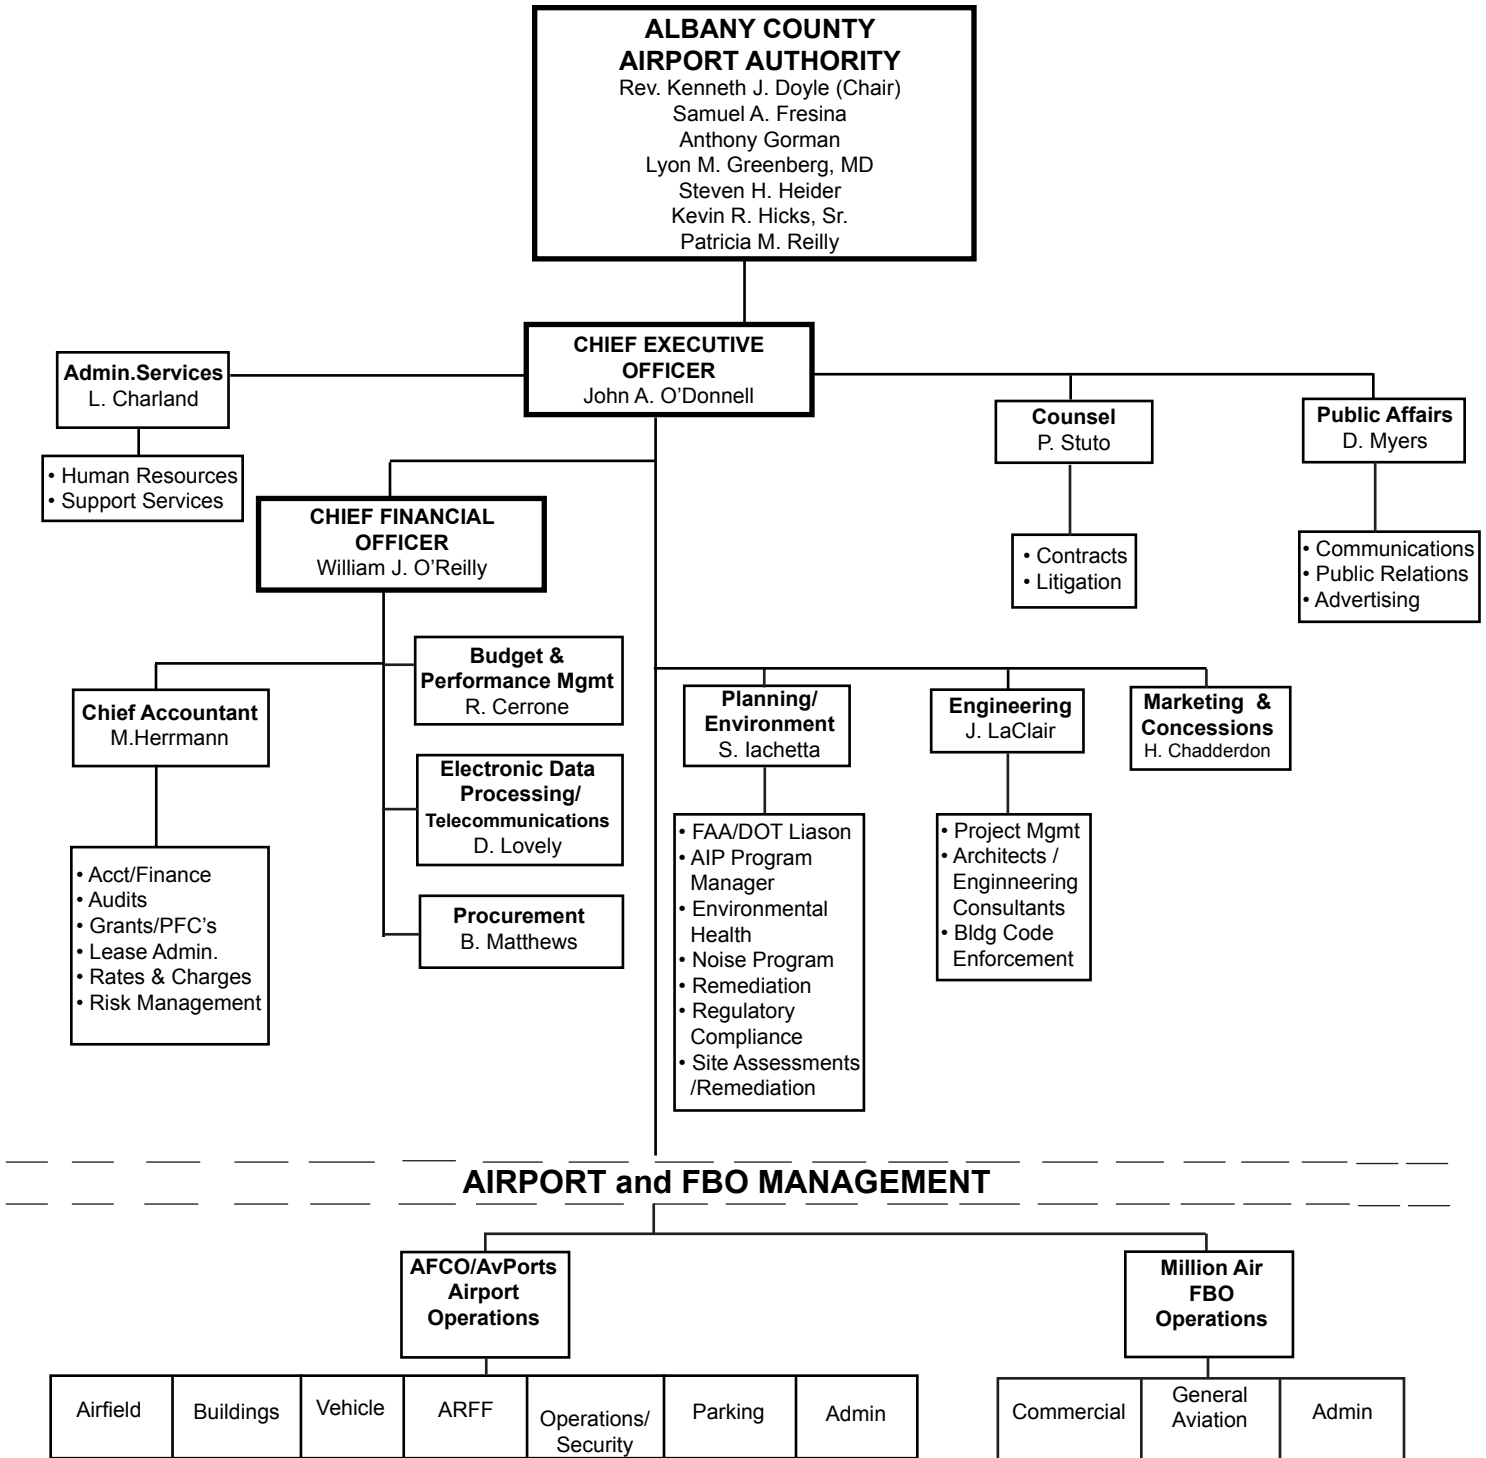 ALBANY COUNTY
AIRPORT AUTHORITY
Rev. Kenneth J. Doyle (Chair)
Samuel A. Fresina
Anthony Gorman
Lyon M. Greenberg, MD
Steven H. Heider
Kevin R. Hicks, Sr.
Patricia M. Reilly
CHIEF EXECUTIVE
OFFICER
John A. O’Donnell
Admin.Services
L. Charland
• Human Resources
• Support Services
Counsel
P. Stuto
• Contracts
• Litigation
Public Affairs
D. Myers
• Communications
• Public Relations
• Advertising
CHIEF FINANCIAL
OFFICER
William J. O’Reilly
Chief Accountant
M.Herrmann
• Acct/Finance
• Audits
• Grants/PFC’s
• Lease Admin.
• Rates & Charges
• Risk Management
Budget &
Performance Mgmt
R. Cerrone
Electronic Data
Processing/
Telecommunications
D. Lovely
Procurement
B. Matthews
Planning/
Environment
S. Iachetta
• FAA/DOT Liason
• AIP Program
Manager
• Environmental
Health
• Noise Program
• Remediation
• Regulatory
Compliance
• Site Assessments
/Remediation
Engineering
J. LaClair
• Project Mgmt
• Architects /
Enginneering
Consultants
• Bldg Code
Enforcement
Marketing &
Concessions
H. Chadderdon
AIRPORT and FBO MANAGEMENT
AFCO/AvPorts
Airport
Operations
Airfield
Buildings
Vehicle
ARFF
Operations/
Security
Parking
Admin
Million Air
FBO
Operations
Commercial
General
Aviation
Admin